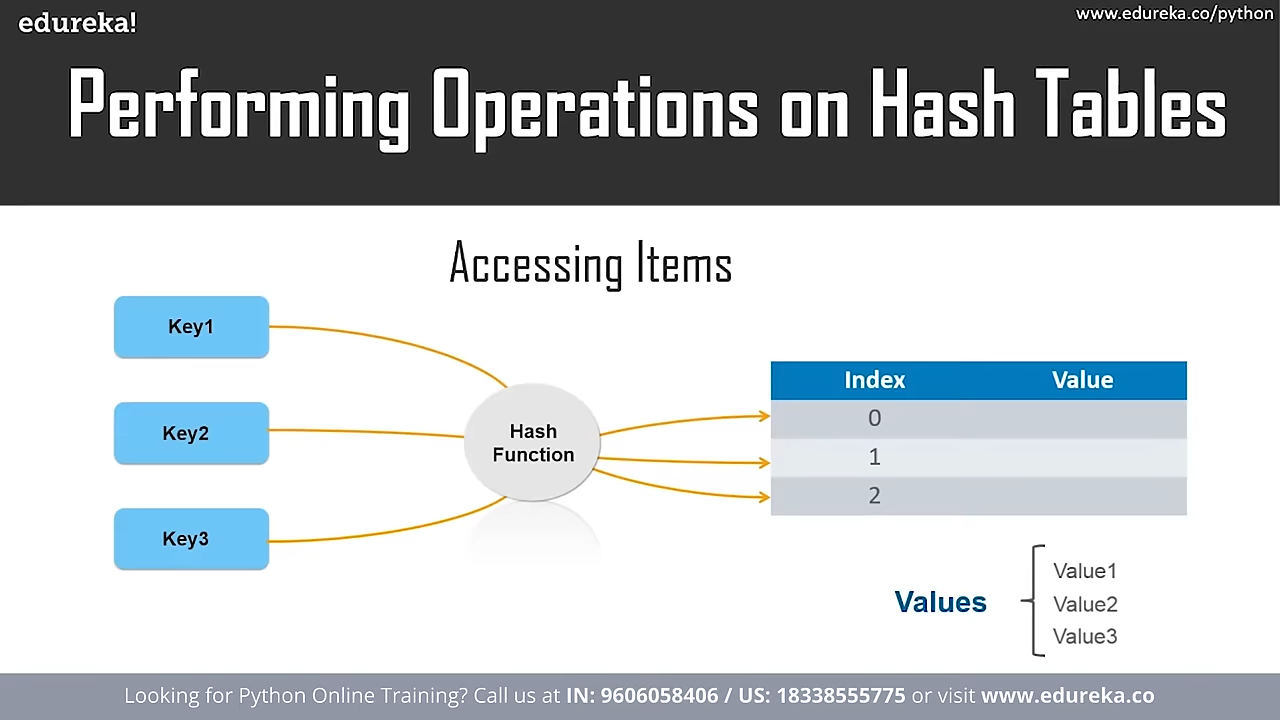 edureka!
www.edureka.co/python
Performing Operations on Hash Tables
Accessing Items
Key1
Key2
Key3
Hash
Function
Index Value
0
1
2
Values
Value1
Value2
Value3
Looking for Python Online Training? Call us at IN: 9606058406 / US: 18338555775 or visit www.edureka.co